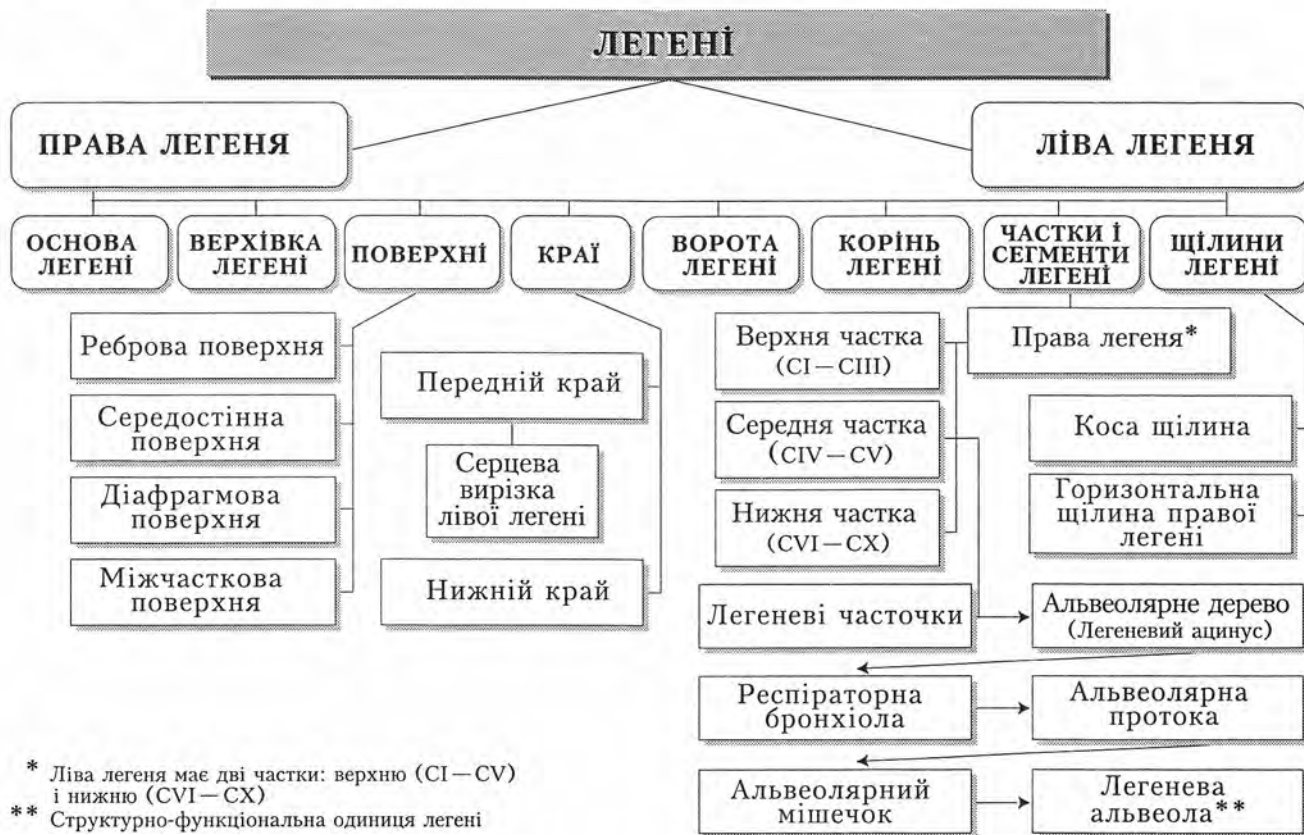 ЛЕГЕНІ
ПРАВА ЛЕГЕНЯ
ЛІВА ЛЕГЕНЯ
ОСНОВА
ЛЕГЕНІ
ВЕРХІВКА
ЛЕГЕНІ
ПОВЕРХНІ
КРАЇ
ВОРОТА
ЛЕГЕНІ
КОРІНЬ
ЛЕГЕНІ
ЧАСТКИ І
СЕГМЕНТИ
ЛЕГЕНІ
ЩІЛИНИ
ЛЕГЕНІ
Реброва поверхня
Середостінна
поверхня
Діафрагмова
поверхня
Міжчасткова
поверхня
Передній край
Серцева
вирізка
лівої легені
Нижній край
Верхня частка
(CI—CIII)
Середня частка
(CIV—CV)
Нижня частка
(CVI—CX)
Права легеня*
Коса щілина
Горизонтальна
щілина правої
легені
Легеневі часточки
Альвеолярне дерево
(Легеневий ацинус)
Респіраторна
бронхіола
Альвеолярна
протока
Альвеолярний
мішечок
Легенева
альвеола**
* Ліва легеня має дві частки: верхню (CI—CV)
і нижню (CVI—CX)
** Структурно-функціональна одиниця легені